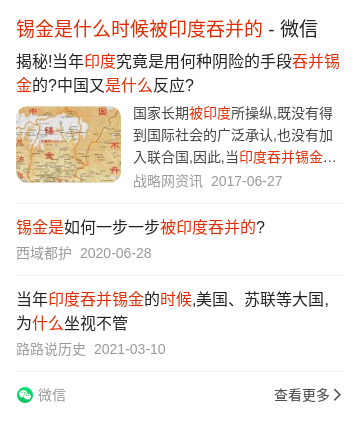 锡金是什么时候被印度吞并的 - 微信
揭秘!当年印度究竟是用何种阴险的手段吞并锡
金的?中国又是什么反应?
国家长期被印度所操纵,既没有得
到国际社会的广泛承认,也没有加
入联合国,因此,当印度吞并锡金…
战略网资讯 2017-06-27
锡金是如何一步一步被印度吞并的?
西域都护 2020-06-28
当年印度吞并锡金的时候,美国、苏联等大国,
为什么坐视不管
路路说历史 2021-03-10
微信
查看更多